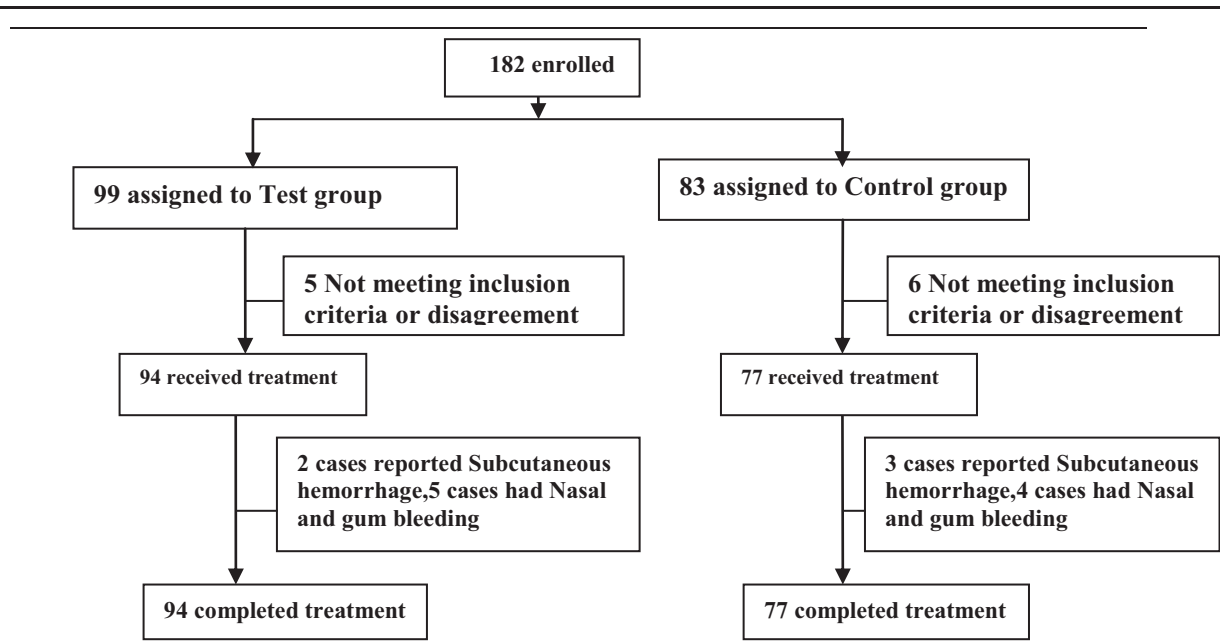 182 enrolled
99 assigned to Test group
83 assigned to Control group
5 Not meeting inclusion
criteria or disagreement
6 Not meeting inclusion
criteria or disagreement
94 received treatment
77 received treatment
2 cases reported Subcutaneous
hemorrhage,5 cases had Nasal
and gum bleeding
3 cases reported Subcutaneous
hemorrhage,4 cases had Nasal
and gum bleeding
94 completed treatment
77 completed treatment